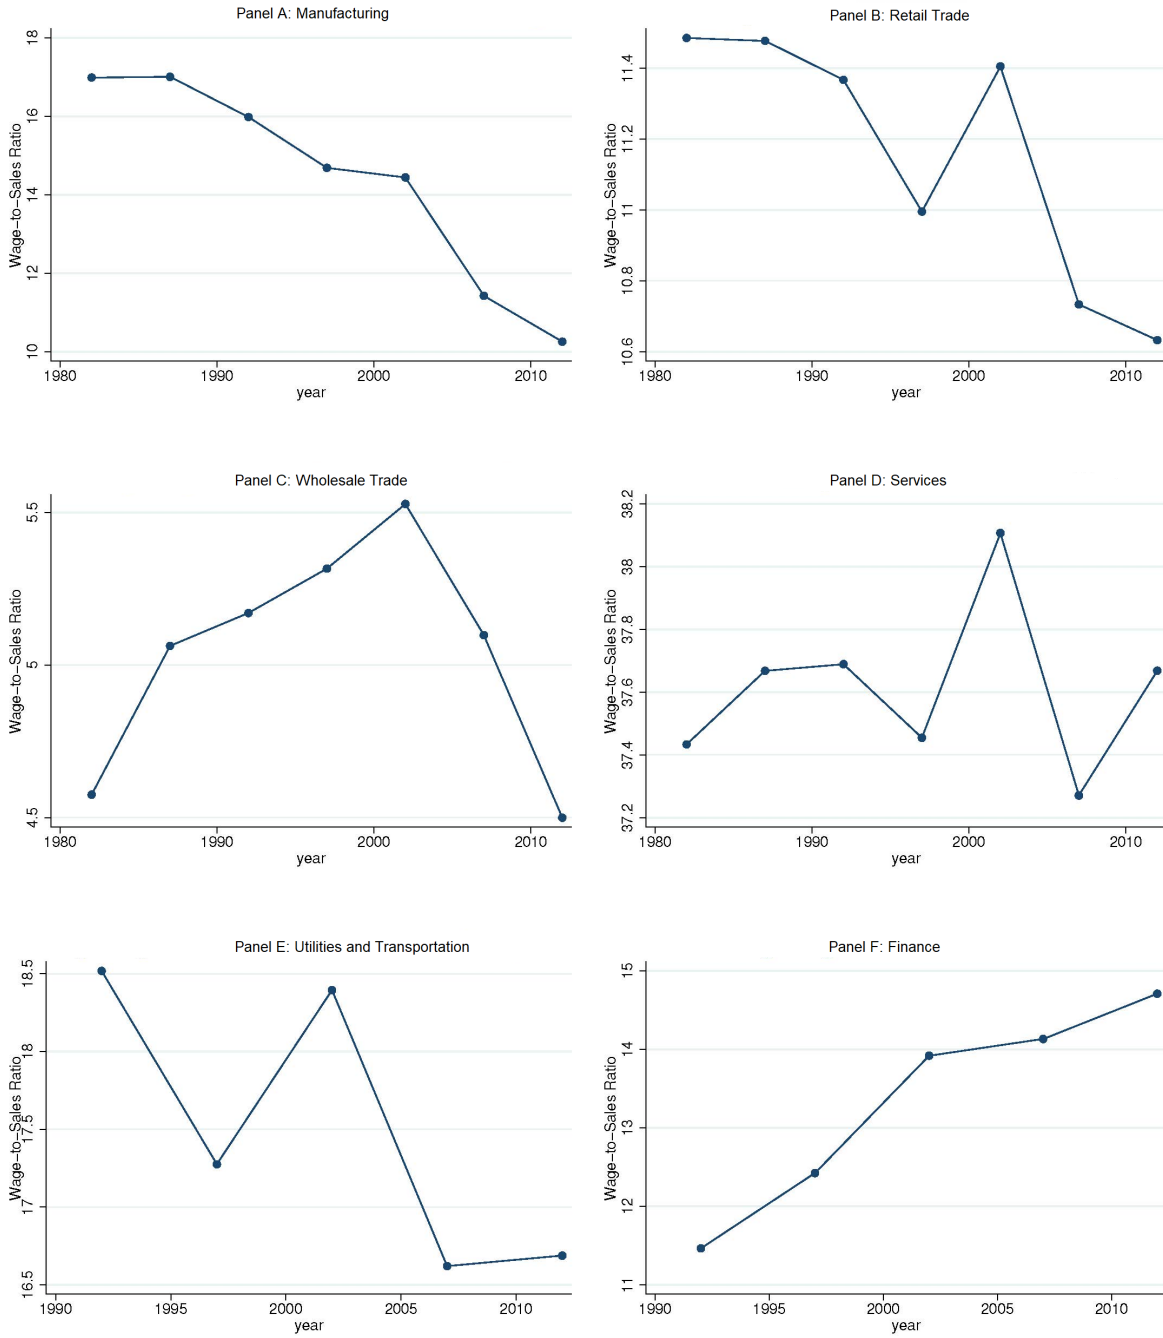 Panel A: Manufacturing
Wage−to−Sales Ratio
18
16
14
12
10
1980 1990 2000 2010
year
Panel B: Retail Trade
Wage−to−Sales Ratio
11.4
11.2
11
10.8
10.6
1980 1990 2000 2010
year
Panel C: Wholesale Trade
Wage−to−Sales Ratio
5.5
5
4.5
1980 1990 2000 2010
year
Panel D: Services
Wage−to−Sales Ratio
38.2
38
37.8
37.6
37.4
37.2
1980 1990 2000 2010
year
Panel E: Utilities and Transportation
Wage−to−Sales Ratio
18.5
18
17.5
17
16.5
1990 1995 2000 2005 2010
year
Panel F: Finance
Wage−to−Sales Ratio
15
14
13
12
11
1990 1995 2000 2005 2010
year